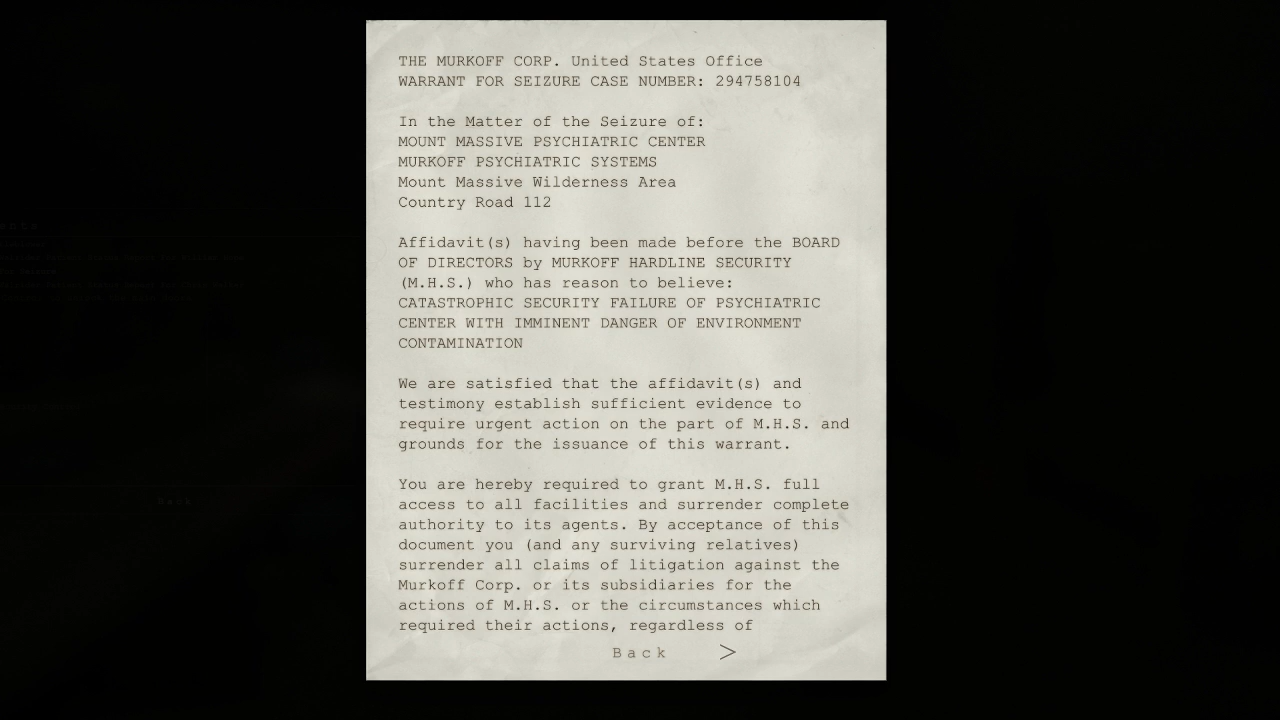 THE MURKOFF CORP. United States Office
WARRANT FOR SEIZURE CASE NUMBER: 294758104
In the Matter of the Seizure of:
MOUNT MASSIVE PSYCHIATRIC CENTER
MURKOFF PSYCHIATRIC SYSTEMS
Mount Massive Wilderness Area
Country Road 112
Affidavit(s) having been made before the BOARD
OF DIRECTORS by MURKOFF HARDLINE SECURITY
(M.H.S.) who has reason to believe:
CATASTROPHIC SECURITY FAILURE OF PSYCHIATRIC
CENTER WITH IMMINENT DANGER OF ENVIRONMENT
CONTAMINATION
We are satisfied that the affidavit(s) and
testimony establish sufficient evidence to
require urgent action on the part of M.H.S. and
grounds for the issuance of this warrant.
You are hereby required to grant M.H.S. full
access to all facilities and surrender complete
authority to its agents. By acceptance of this
document you (and any surviving relatives)
surrender all claims of litigation against the
Murkoff Corp. or its subsidiaries for the
actions of M.H.S. or the circumstances which
required their actions, regardless of
Back >
Back